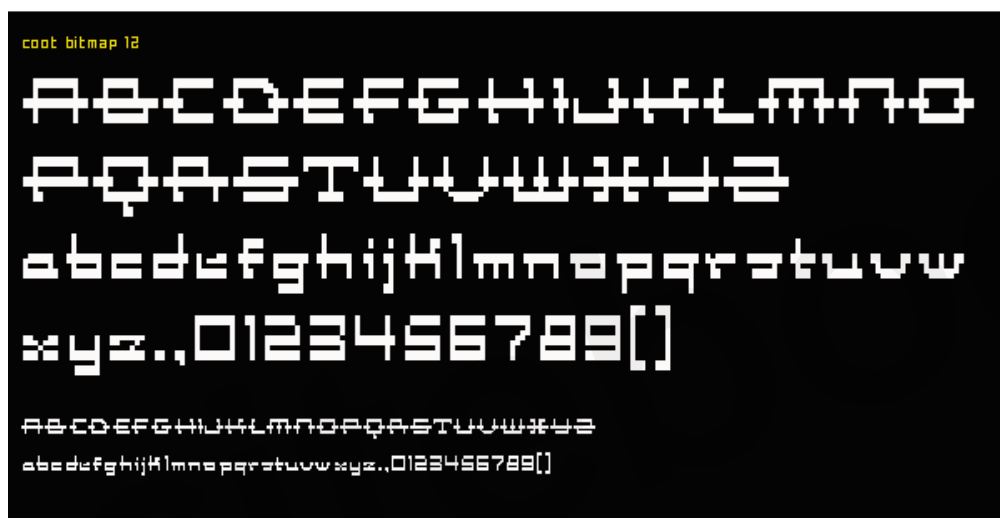 coot bitmap 12
ABCDEFGHIJKLMNO
PQRSTUVWXYZ
abcdefghijklmnopqrstuvw
xyz.,0123456789[]
ABCDEFGHIJKLMNOPQRSTUVWXYZ
abcdefghijklmnopqrstuvwxyz.,0123456789[]